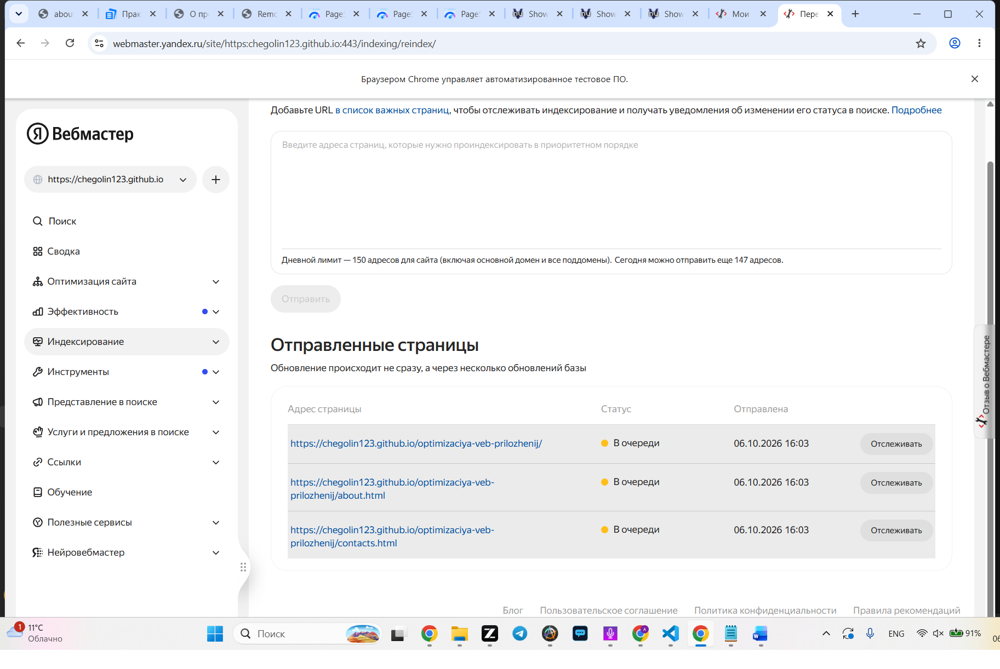 abou
Прак
О пр
Remo
Page
Page
Page
Show
Show
Show
Мои
Пере
webmaster.yandex.ru/site/https:chegolin123.github.io:443/indexing/reindex/
Браузером Chrome управляет автоматизированное тестовое ПО.
Я Вебмастер
https://chegolin123.github.io
Поиск
Сводка
Оптимизация сайта
Эффективность
Индексирование
Инструменты
Представление в поиске
Услуги и предложения в поиске
Ссылки
Обучение
Полезные сервисы
Нейровебмастер
Добавьте URL в список важных страниц, чтобы отслеживать индексирование и получать уведомления об изменении его статуса в поиске. Подробнее
Введите адреса страниц, которые нужно проиндексировать в приоритетном порядке
Дневной лимит — 150 адресов для сайта (включая основной домен и все поддомены). Сегодня можно отправить еще 147 адресов.
Отправить
Отправленные страницы
Обновление происходит не сразу, а через несколько обновлений базы
Адрес страницы Статус Отправлена
https://chegolin123.github.io/optimizaciya-veb-prilozhenij/ В очереди 06.10.2026 16:03 Отслеживать
https://chegolin123.github.io/optimizaciya-veb- В очереди 06.10.2026 16:03 Отслеживать
prilozhenij/about.html
https://chegolin123.github.io/optimizaciya-veb- В очереди 06.10.2026 16:03 Отслеживать
prilozhenij/contacts.html
Отзыв о Вебмастере
Блог Пользовательское соглашение Политика конфиденциальности Правила рекомендаций
1
11°C
Облачно
Поиск
ENG
91%
06